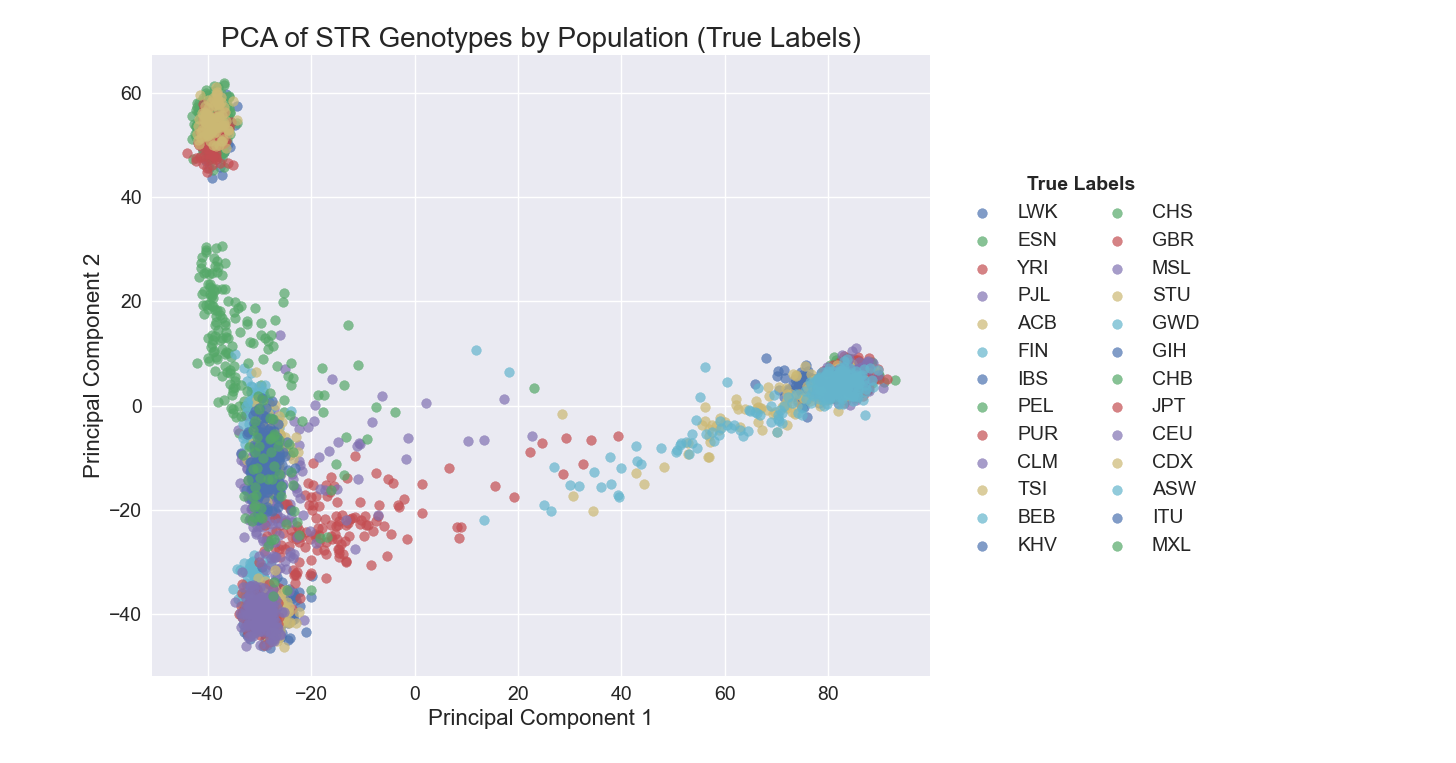 PCA of STR Genotypes by Population (True Labels)
60
40
20
0
−20
−40
Principal Component 2
−40 −20 0 20 40 60 80
Principal Component 1
True Labels
LWK CHS
ESN GBR
YRI MSL
PJL STU
ACB GWD
FIN GIH
IBS CHB
PEL JPT
PUR CEU
CLM CDX
TSI ASW
BEB ITU
KHV MXL